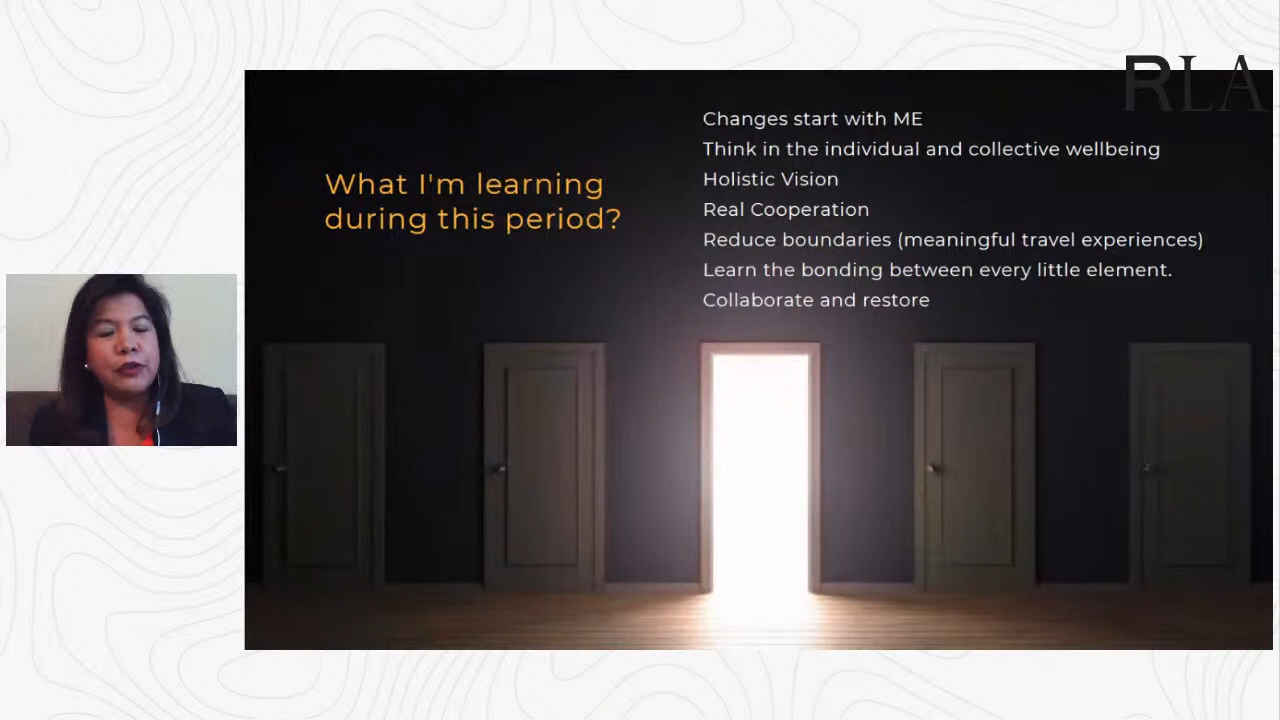 RLA
What I'm learning
during this period?
Changes start with ME
Think in the individual and collective wellbeing
Holistic Vision
Real Cooperation
Reduce boundaries (meaningful travel experiences)
Learn the bonding between every little element.
Collaborate and restore